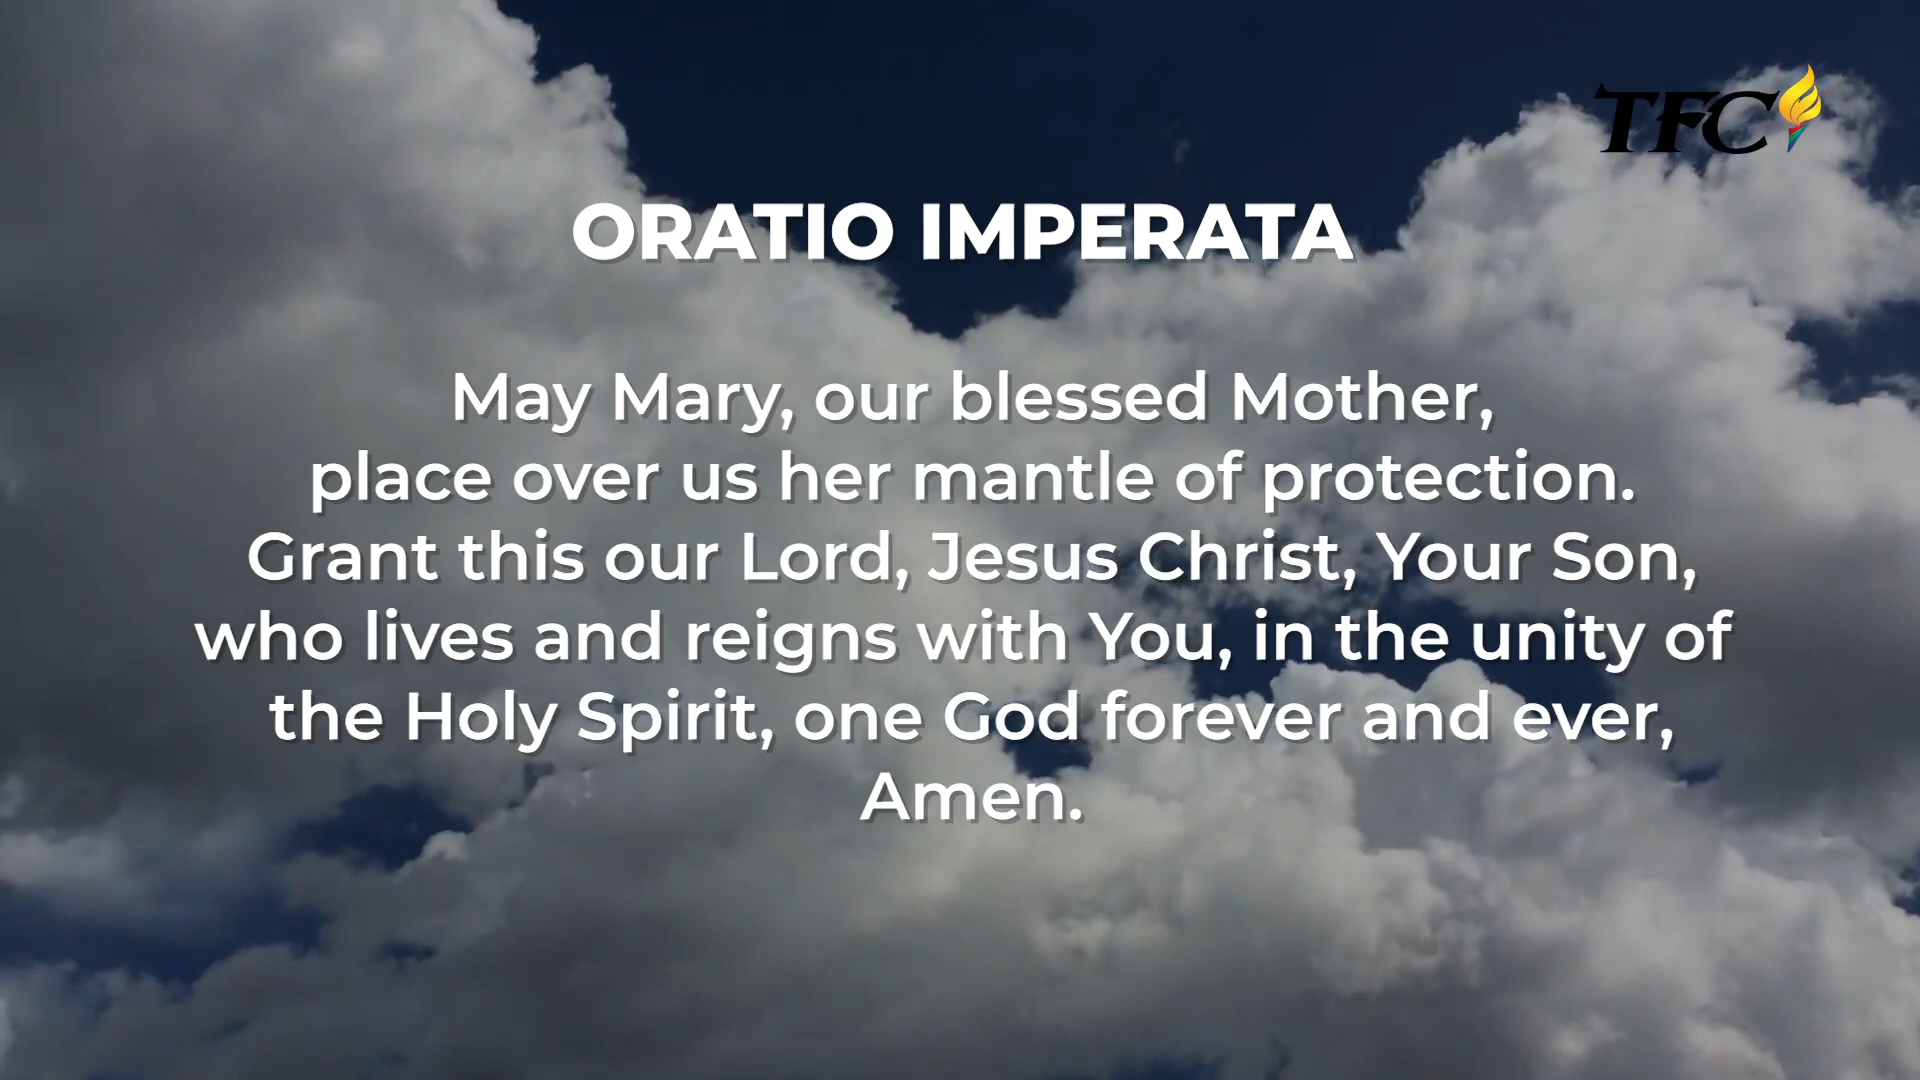 TFC
ORATIO IMPERATA
May Mary, our blessed Mother,
place over us her mantle of protection.
Grant this our Lord, Jesus Christ, Your Son,
who lives and reigns with You, in the unity of
the Holy Spirit, one God forever and ever,
Amen.